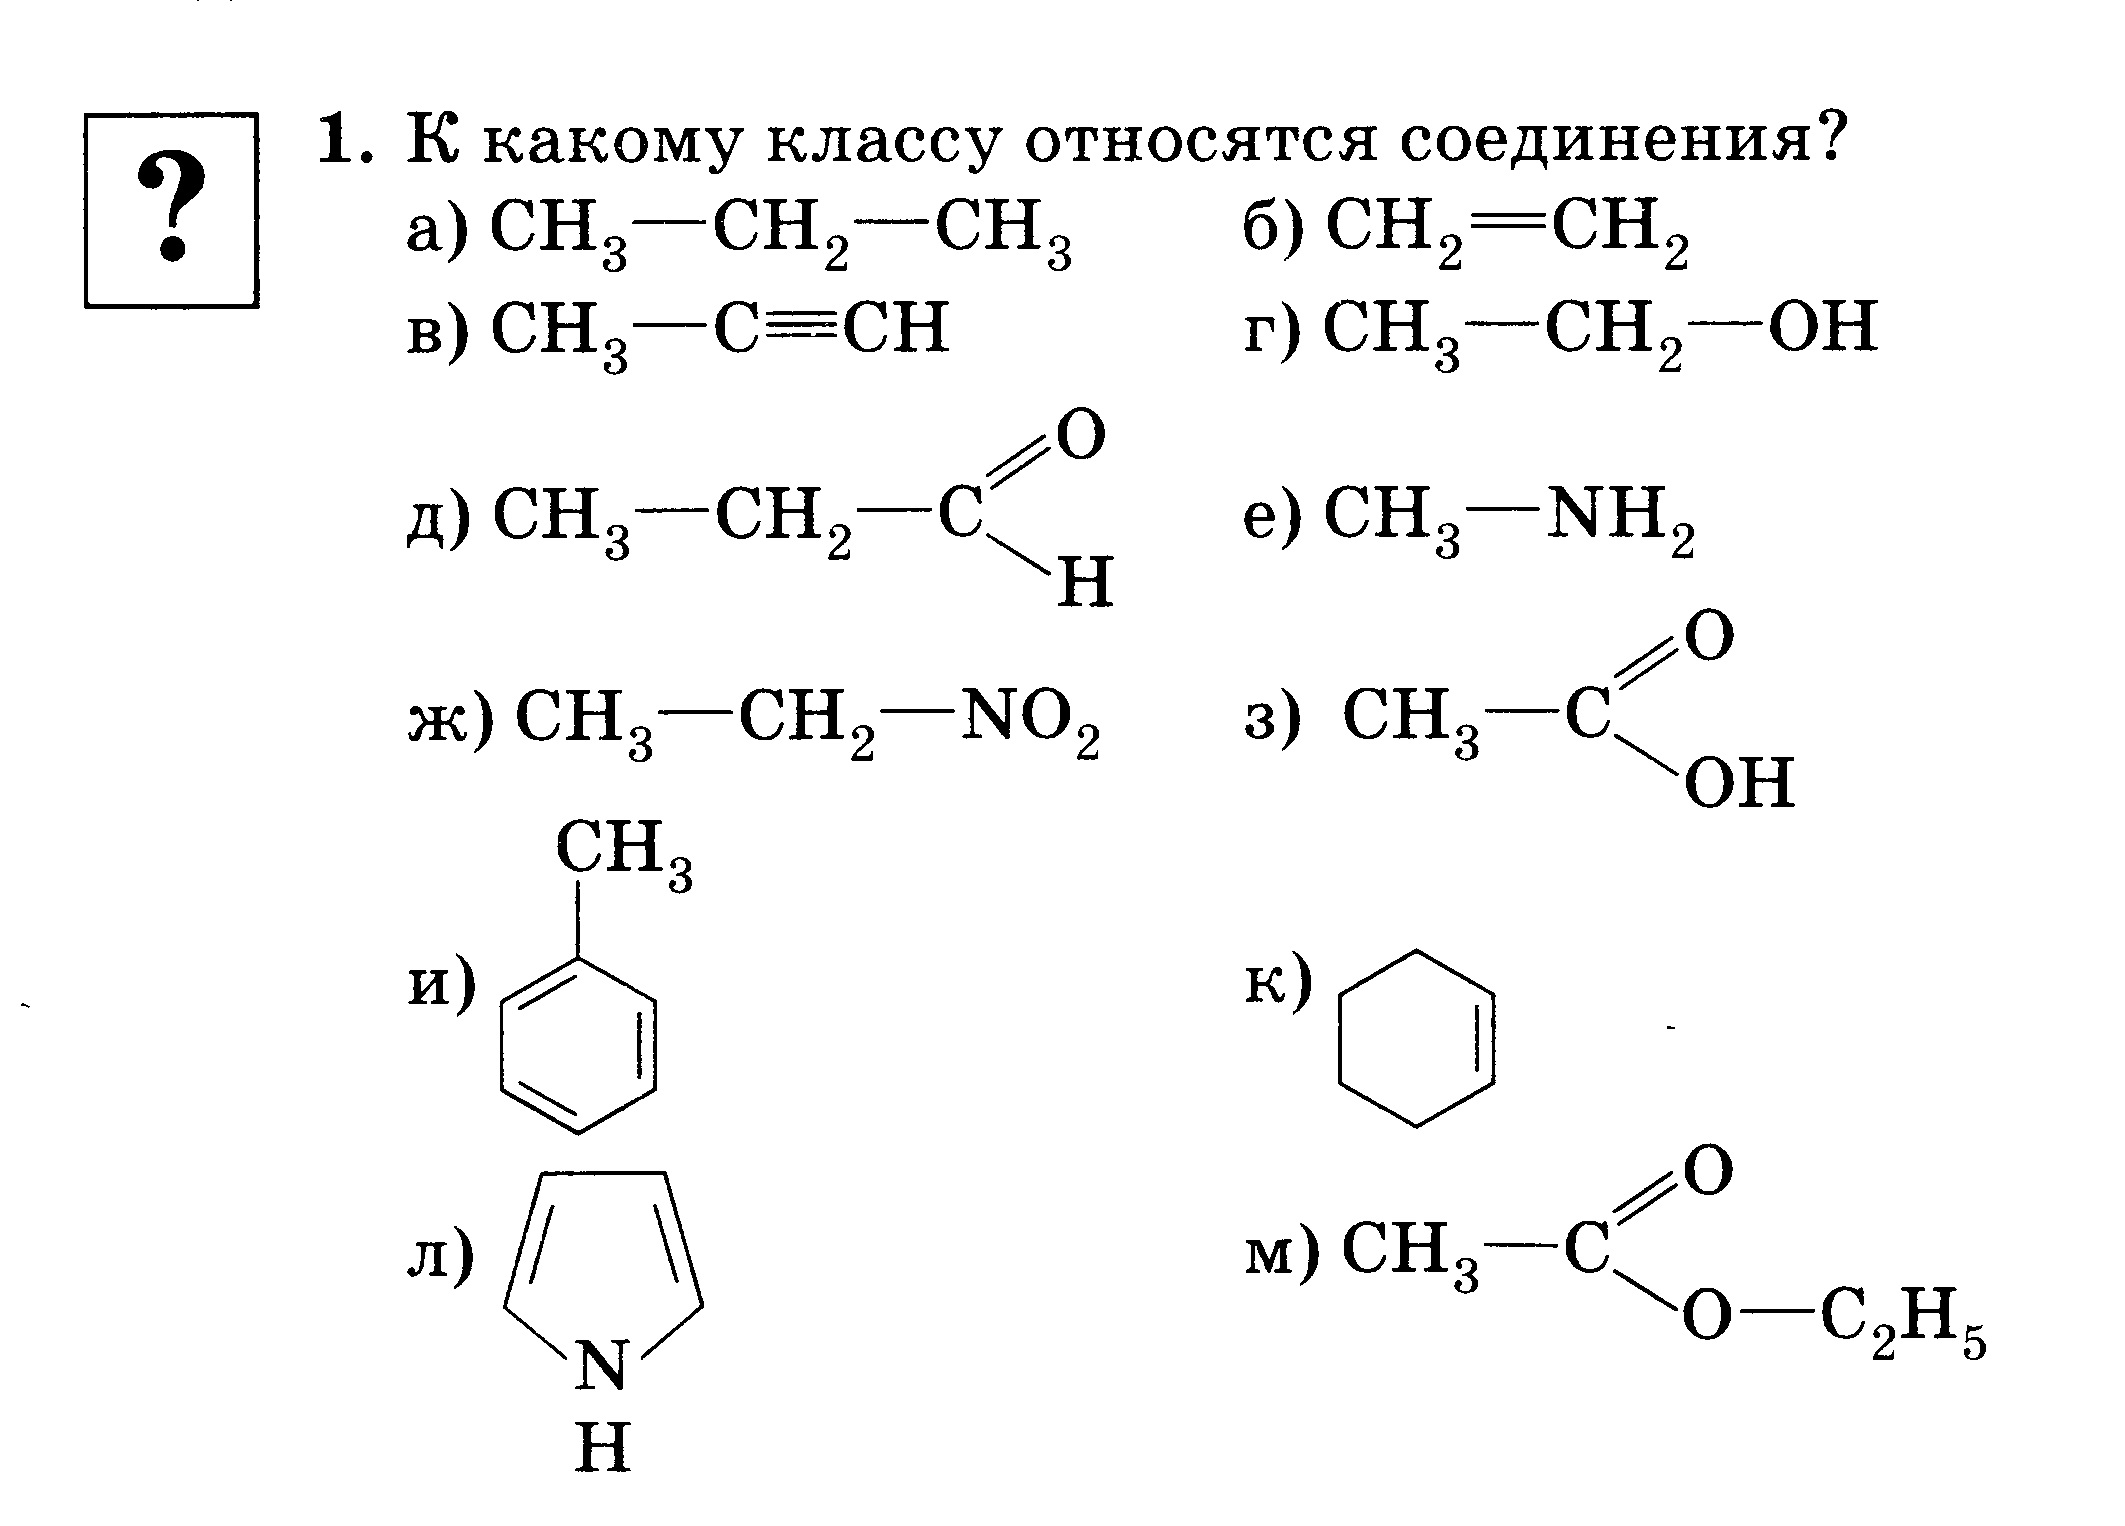 ?
1. К какому классу относятся соединения?
а) CH₃—CH₂—CH₃ б) CH₂=CH₂
в) CH₃—C≡CH г) CH₃—CH₂—OH
O
д) CH₃—CH₂—C е) CH₃—NH₂
H
O
ж) CH₃—CH₂—NO₂ з) CH₃—C
OH
CH₃
и) к)
O
л) м) CH₃—C
O—C₂H₅
N
H